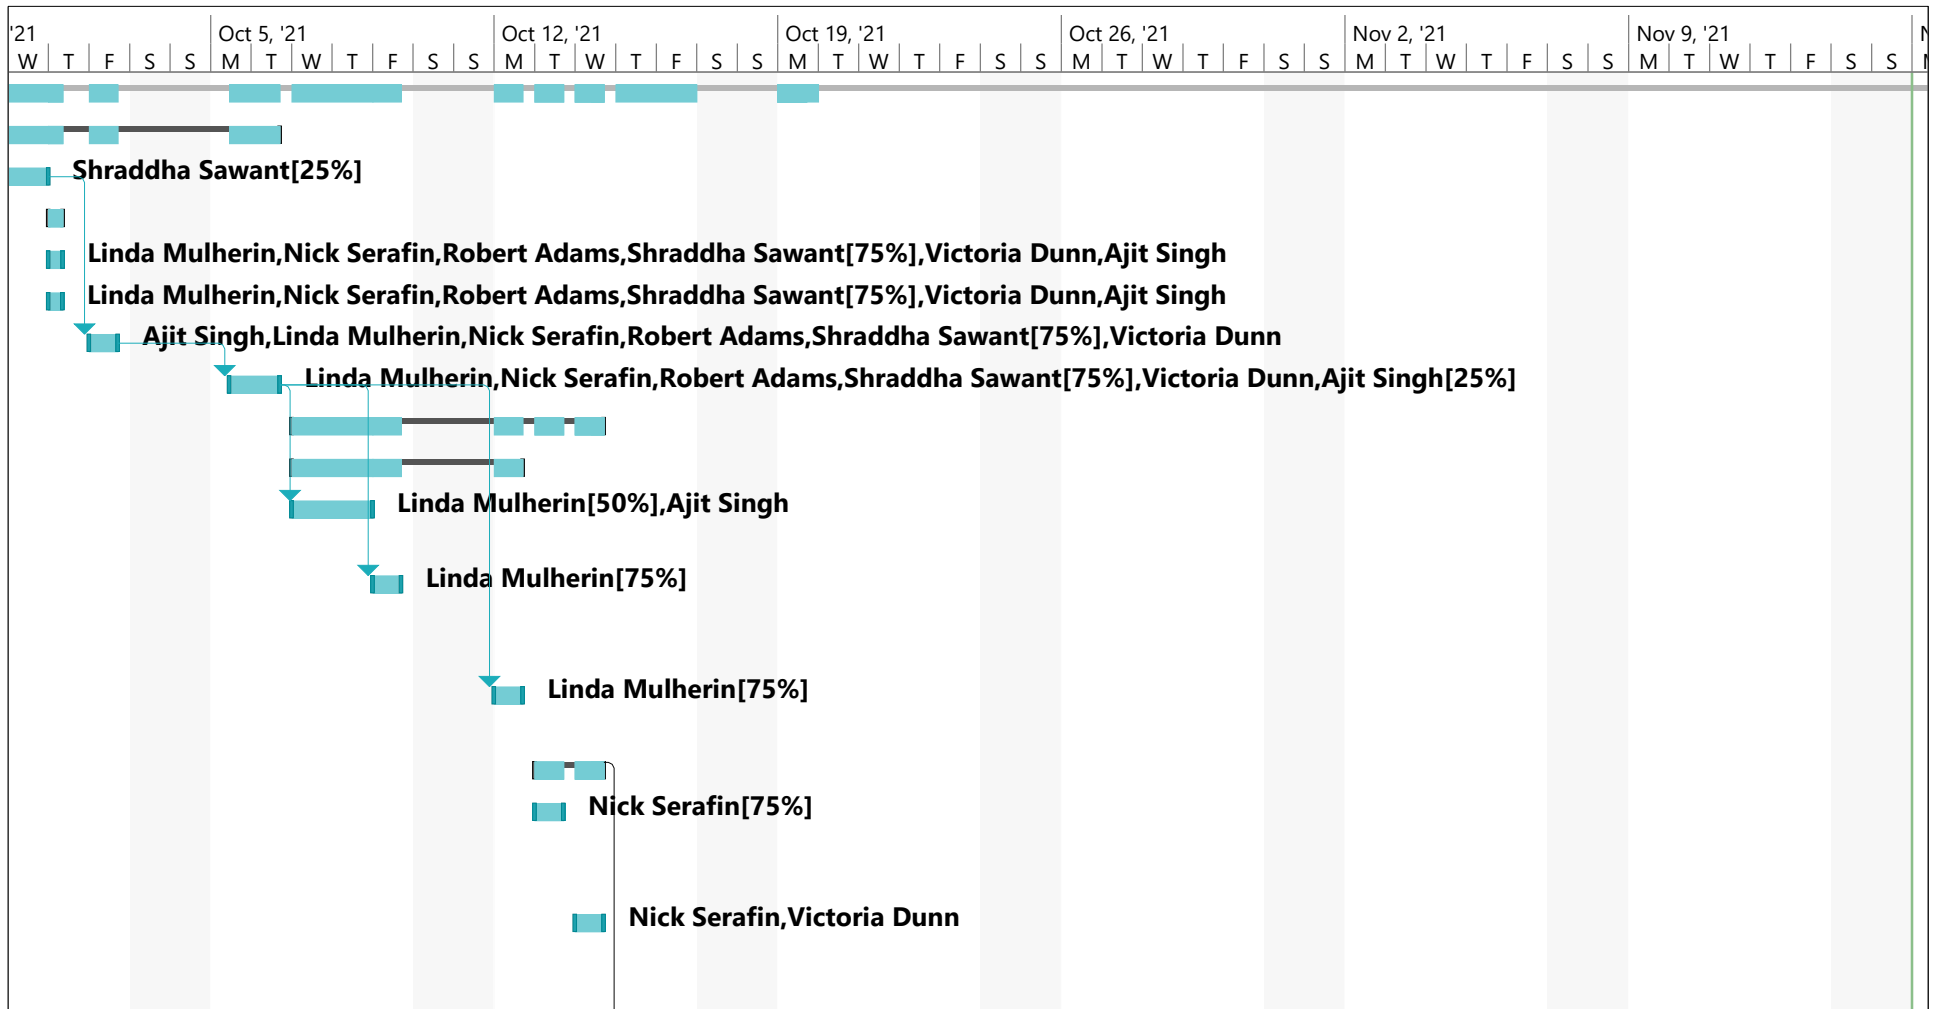 '21 Oct 5, '21 Oct 12, '21 Oct 19, '21 Oct 26, '21 Nov 2, '21 Nov 9, '21
W T F S S M T W T F S S M T W T F S S M T W T F S S M T W T F S S M T W T F S S M T W T F S S
Shraddha Sawant[25%]
Linda Mulherin,Nick Serafin,Robert Adams,Shraddha Sawant[75%],Victoria Dunn,Ajit Singh
Linda Mulherin,Nick Serafin,Robert Adams,Shraddha Sawant[75%],Victoria Dunn,Ajit Singh
Ajit Singh,Linda Mulherin,Nick Serafin,Robert Adams,Shraddha Sawant[75%],Victoria Dunn
Linda Mulherin,Nick Serafin,Robert Adams,Shraddha Sawant[75%],Victoria Dunn,Ajit Singh[25%]
Linda Mulherin[50%],Ajit Singh
Linda Mulherin[75%]
Linda Mulherin[75%]
Nick Serafin[75%]
Nick Serafin,Victoria Dunn